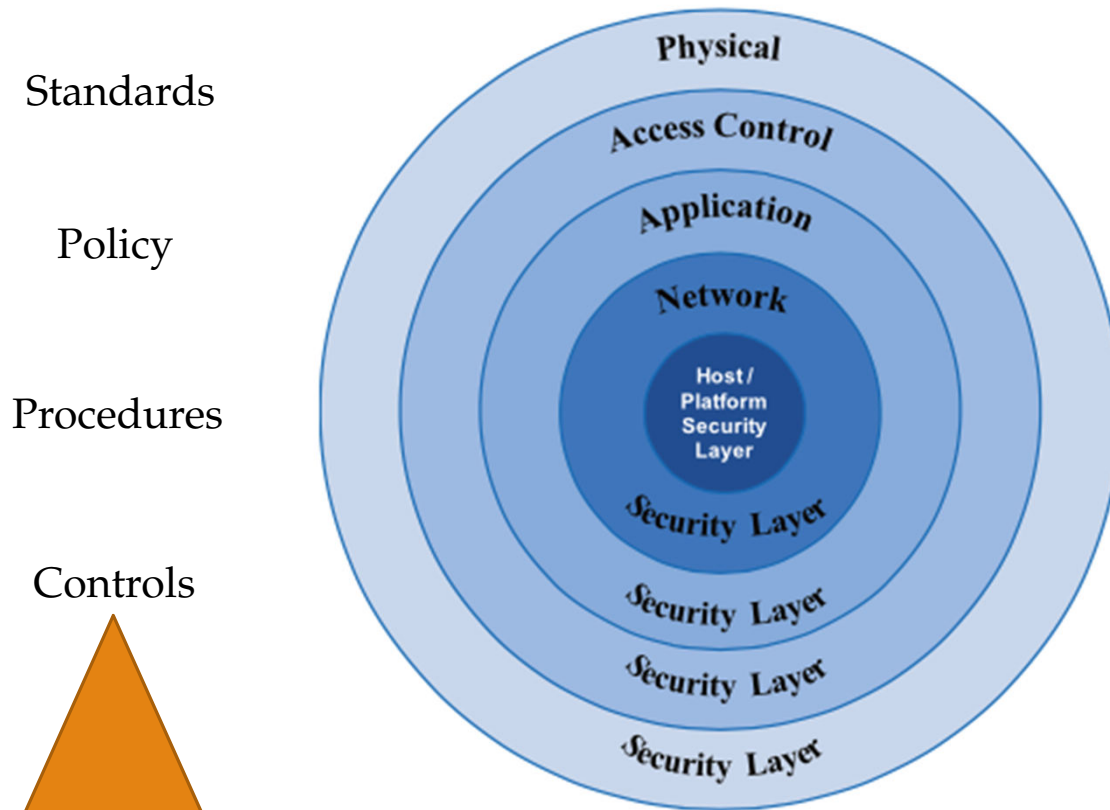 Standards
Policy
Procedures
Controls
Physical
Access Control
Application
Network
Host /
Platform
Security
Layer
Security Layer
Security Layer
Security Layer
Security Layer